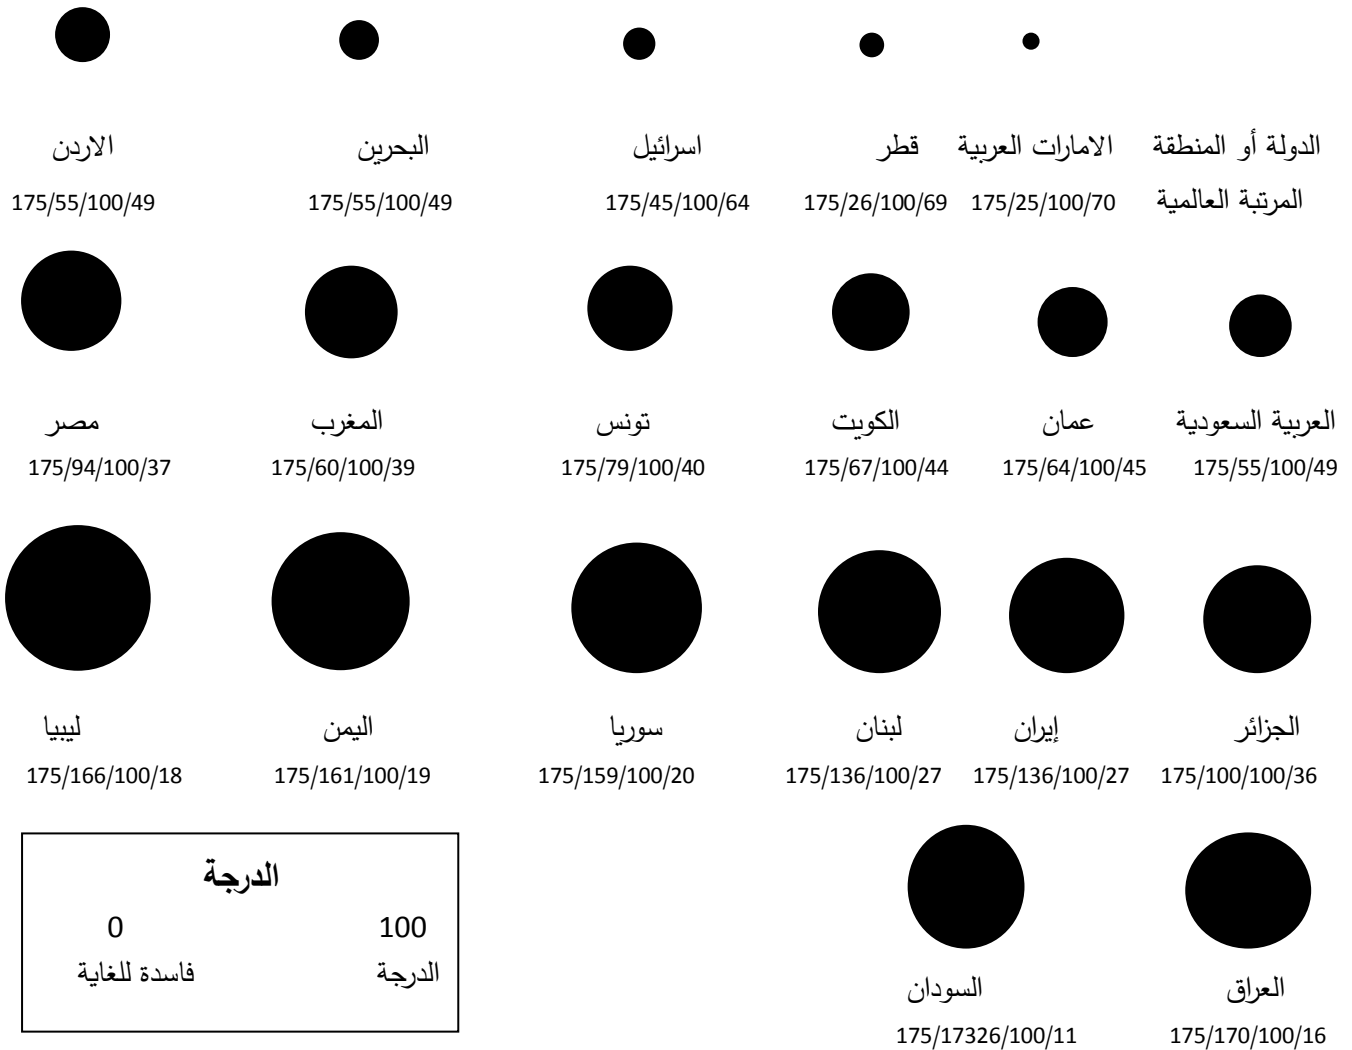 الدولة أو المنطقة الامارات العربية قطر اسرائيل البحرين الاردن
المرتبة العالمية 175/25/100/70 175/26/100/69 175/45/100/64 175/55/100/49 175/55/100/49
العربية السعودية عمان الكويت تونس المغرب مصر
175/55/100/49 175/64/100/45 175/67/100/44 175/79/100/40 175/60/100/39 175/94/100/37
الجزائر إيران لبنان سوريا اليمن ليبيا
175/100/100/36 175/136/100/27 175/136/100/27 175/159/100/20 175/161/100/19 175/166/100/18
العراق السودان
175/170/100/16 175/17326/100/11
الدرجة
100 0
الدرجة فاسدة للغاية